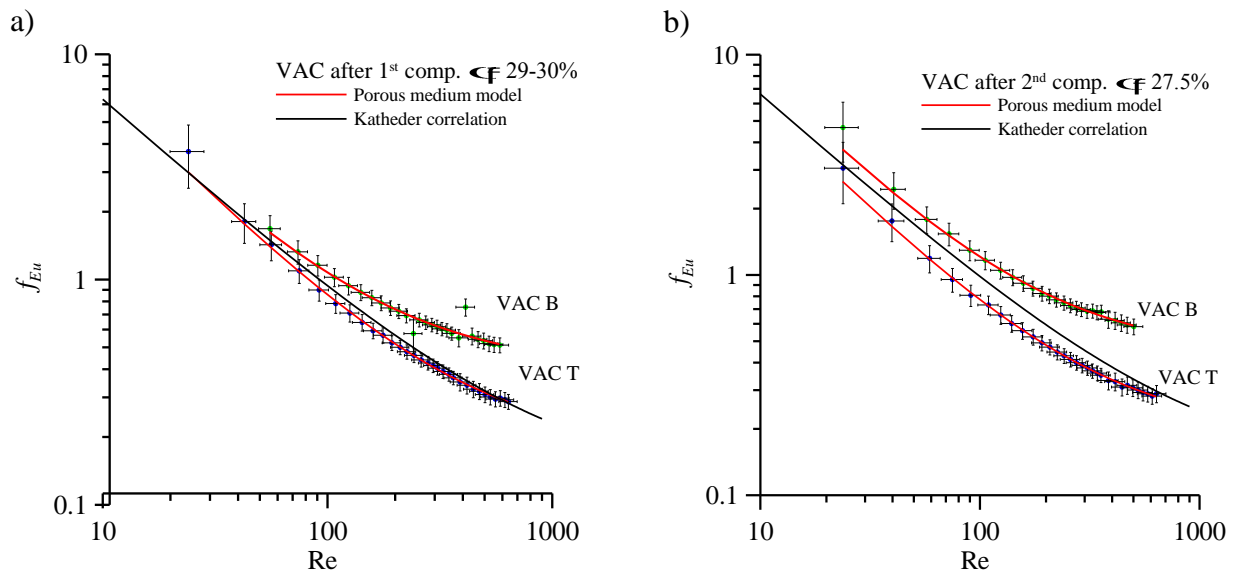 a)
10
1
0.1
10
100
1000
f_Eu
Re
VAC after 1st comp. 29-30%
Porous medium model
Katheder correlation
VAC B
VAC T
b)
10
1
0.1
10
100
1000
f_Eu
Re
VAC after 2nd comp. 27.5%
Porous medium model
Katheder correlation
VAC B
VAC T